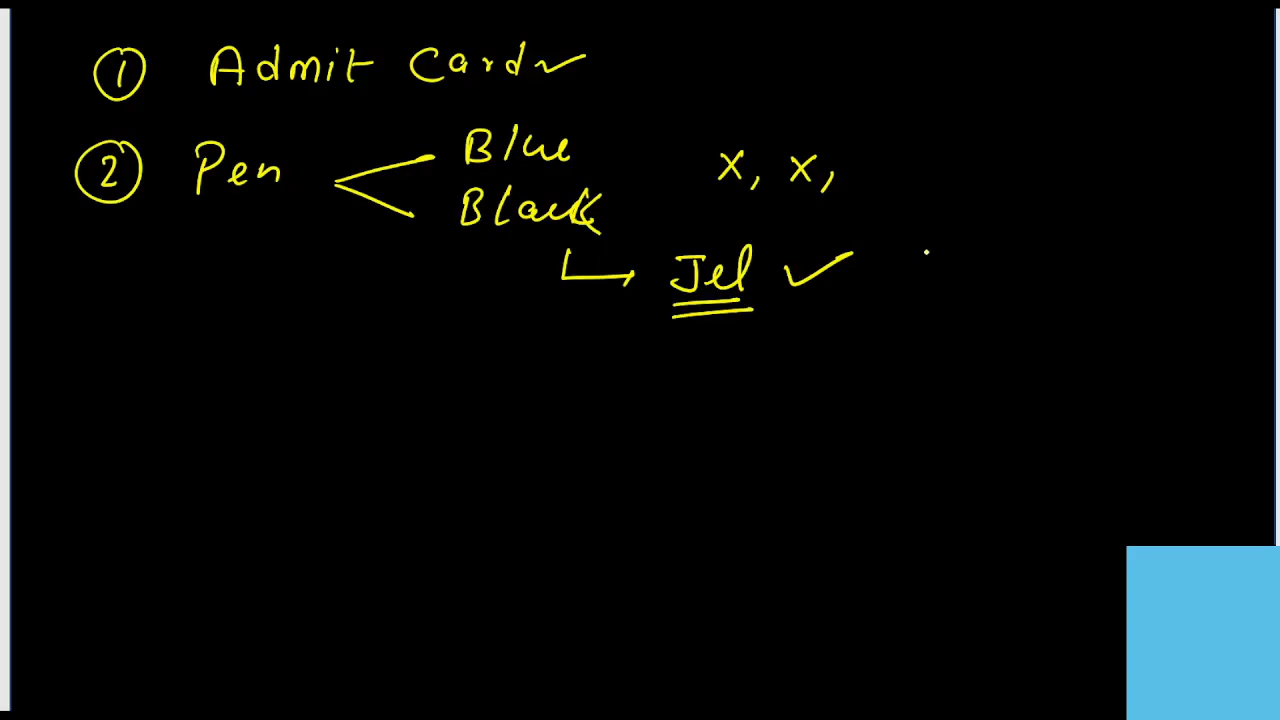 ① Admit Card ✓
② Pen Blue x, x,
Black
Jel ✓